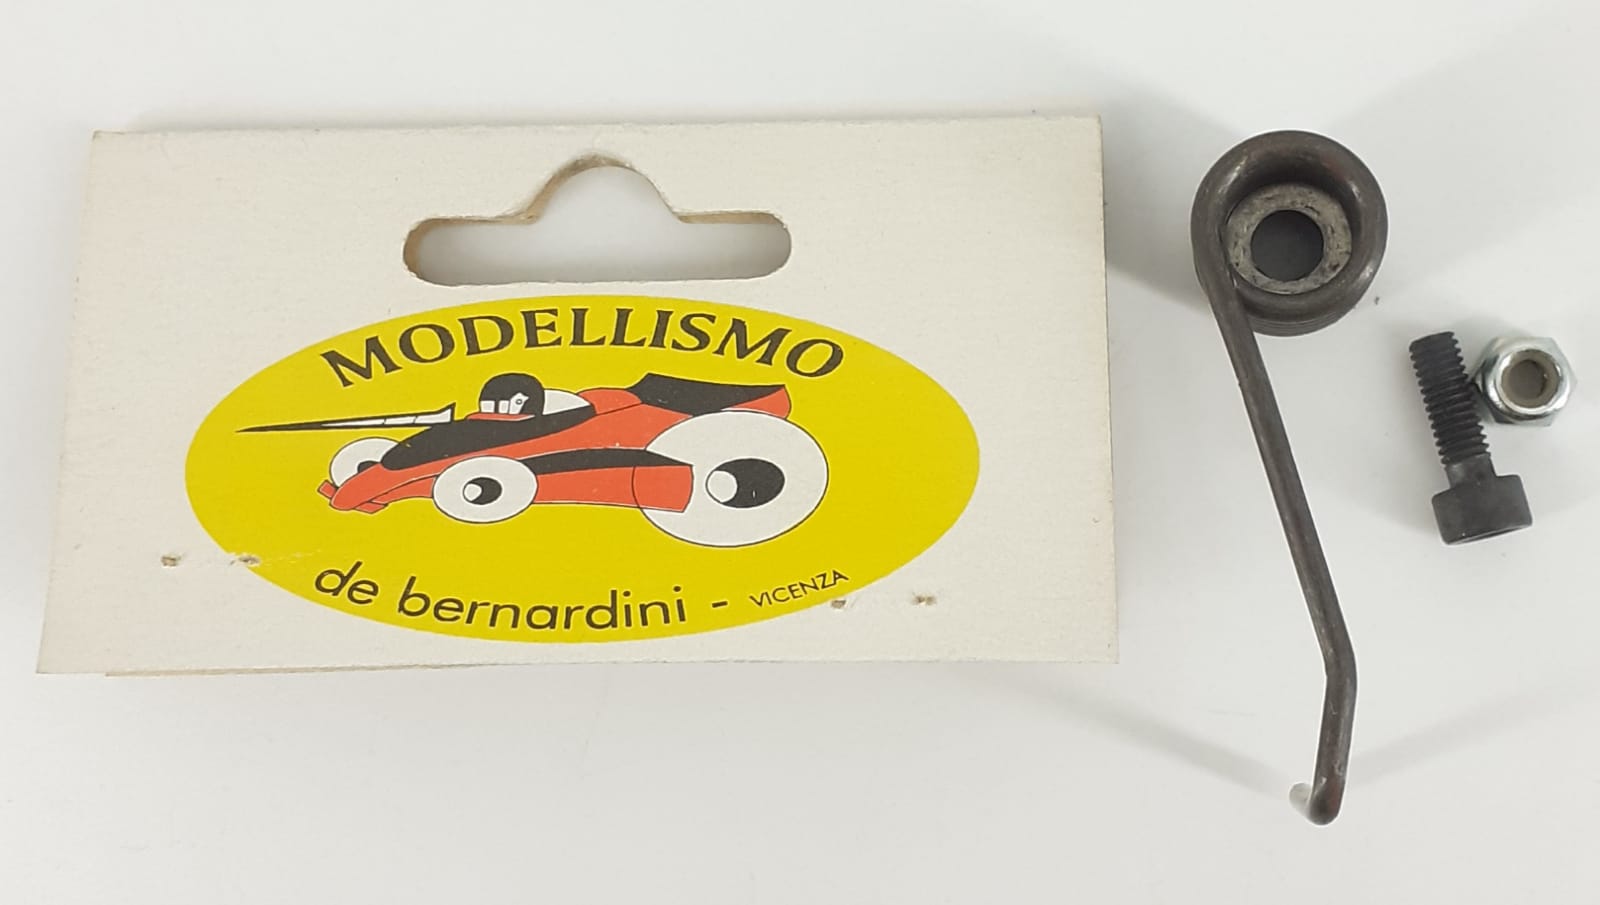 MODELLISMO
de bernardini - VICENZA